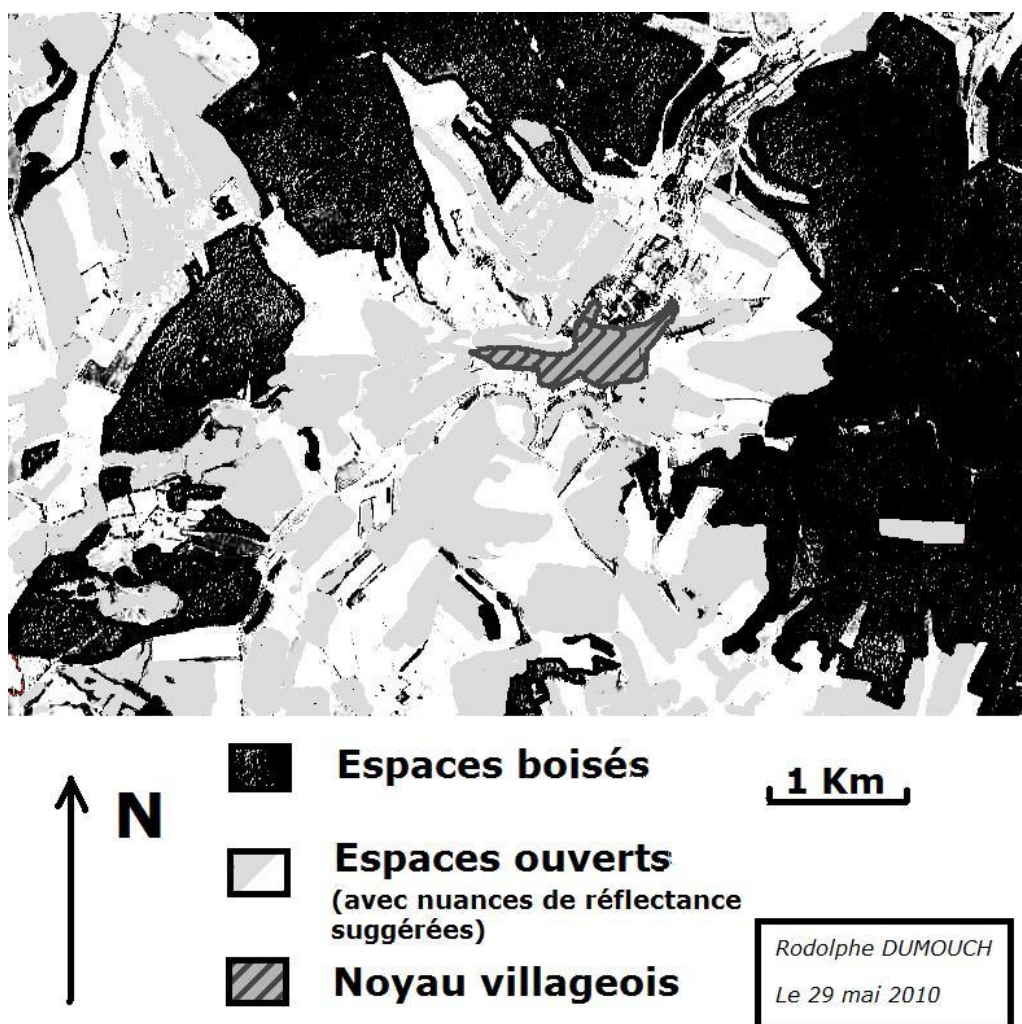 Espaces boisés
1 Km
N
Espaces ouverts
(avec nuances de réflectance
suggérées)
Noyau villageois
Rodolphe DUMOUCH
Le 29 mai 2010